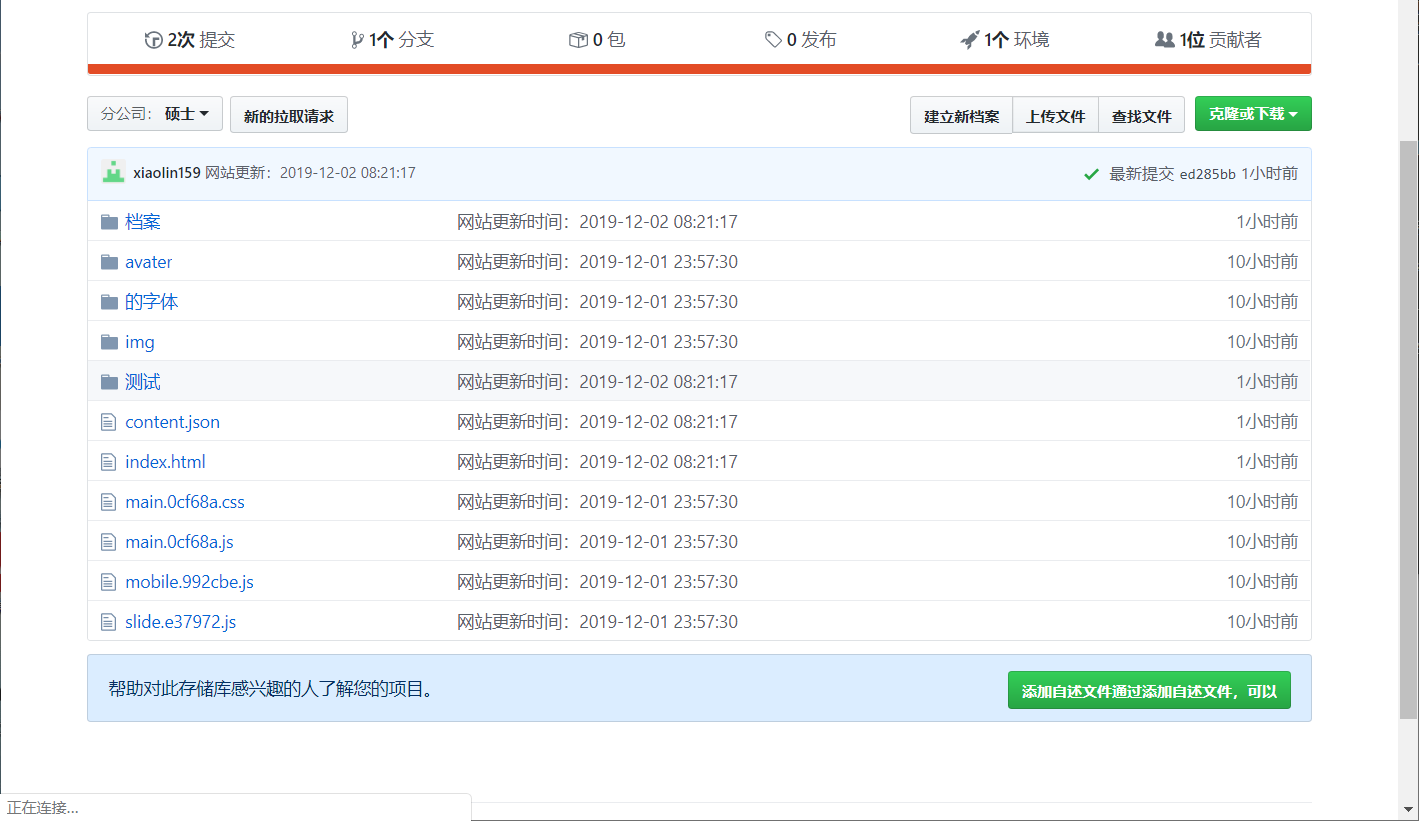 2次 提交 1个 分支 0 包 0 发布 1个 环境 1位 贡献者
分公司： 硕士 新的拉取请求 建立新档案 上传文件 查找文件 克隆或下载
xiaolin159 网站更新：2019-12-02 08:21:17 最新提交 ed285bb 1小时前
档案 网站更新时间：2019-12-02 08:21:17 1小时前
avater 网站更新时间：2019-12-01 23:57:30 10小时前
的字体 网站更新时间：2019-12-01 23:57:30 10小时前
img 网站更新时间：2019-12-01 23:57:30 10小时前
测试 网站更新时间：2019-12-02 08:21:17 1小时前
content.json 网站更新时间：2019-12-02 08:21:17 1小时前
index.html 网站更新时间：2019-12-02 08:21:17 1小时前
main.0cf68a.css 网站更新时间：2019-12-01 23:57:30 10小时前
main.0cf68a.js 网站更新时间：2019-12-01 23:57:30 10小时前
mobile.992cbe.js 网站更新时间：2019-12-01 23:57:30 10小时前
slide.e37972.js 网站更新时间：2019-12-01 23:57:30 10小时前
帮助对此存储库感兴趣的人了解您的项目。 添加自述文件通过添加自述文件，可以
正在连接...